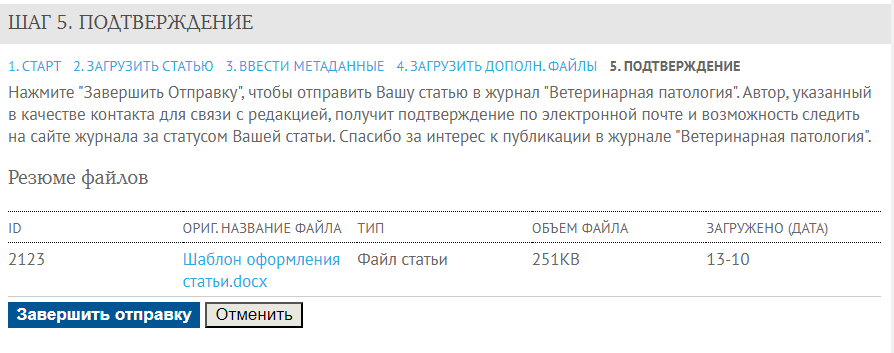 ШАГ 5. ПОДТВЕРЖДЕНИЕ
1. СТАРТ 2. ЗАГРУЗИТЬ СТАТЬЮ 3. ВВЕСТИ МЕТАДАННЫЕ 4. ЗАГРУЗИТЬ ДОПОЛН. ФАЙЛЫ 5. ПОДТВЕРЖДЕНИЕ
Нажмите "Завершить Отправку", чтобы отправить Вашу статью в журнал "Ветеринарная патология". Автор, указанный
в качестве контакта для связи с редакцией, получит подтверждение по электронной почте и возможность следить
на сайте журнала за статусом Вашей статьи. Спасибо за интерес к публикации в журнале "Ветеринарная патология".
Резюме файлов
ID ОРИГ. НАЗВАНИЕ ФАЙЛА ТИП ОБЪЕМ ФАЙЛА ЗАГРУЖЕНО (ДАТА)
2123 Шаблон оформления Файл статьи 251KB 13-10
статьи.docx
Завершить отправку Отменить